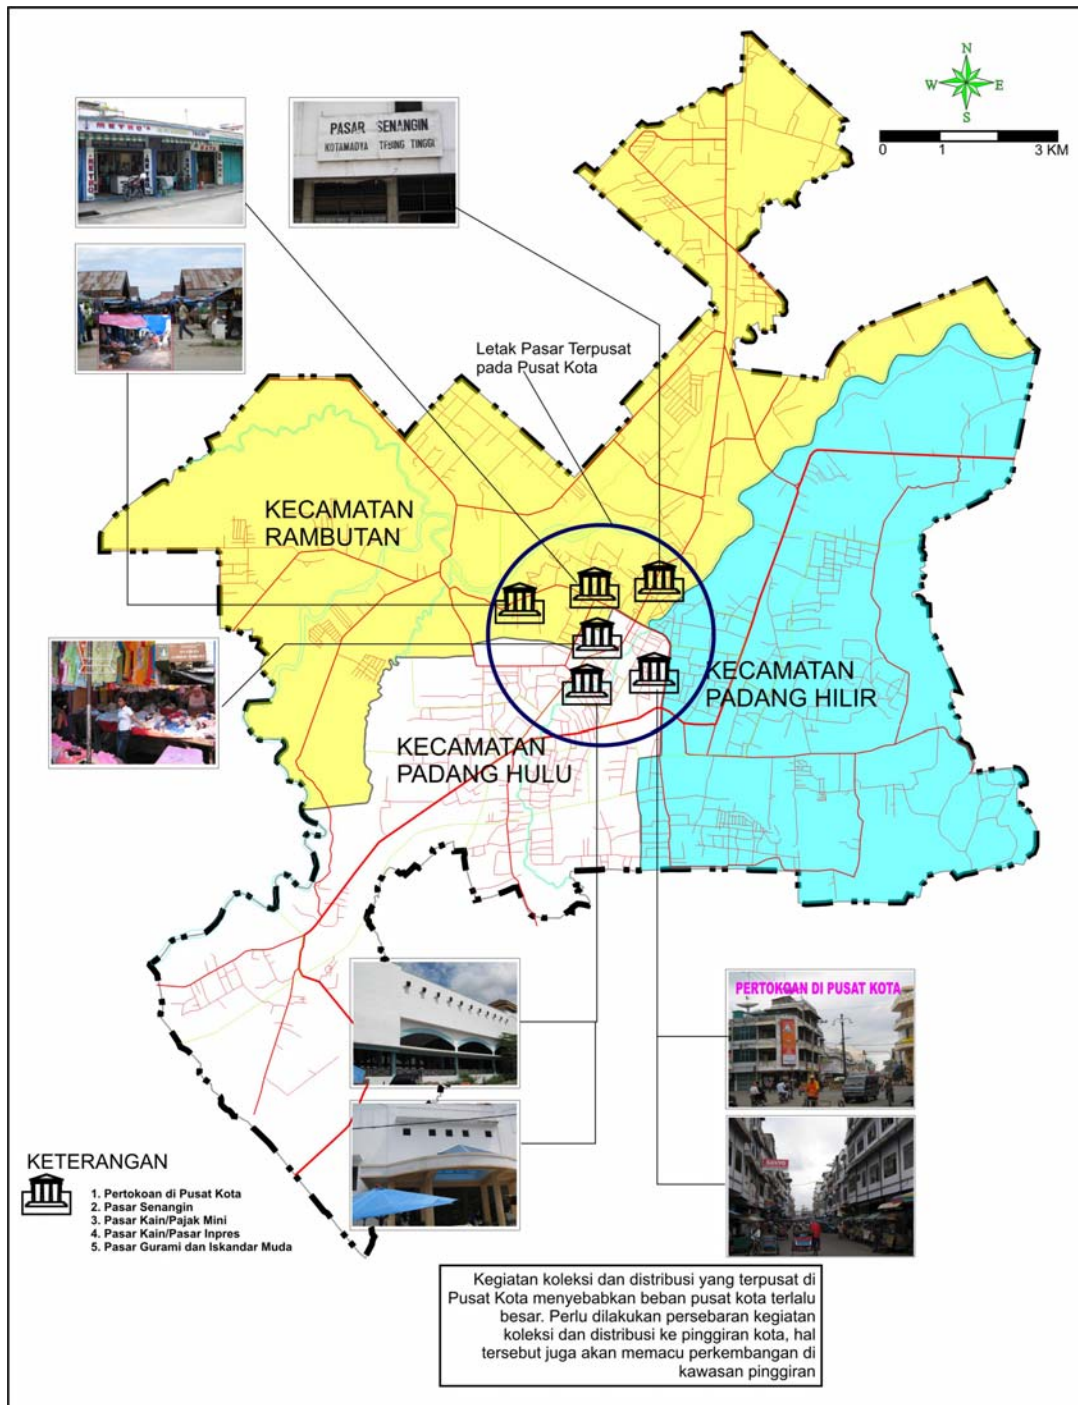 N
W E
S
0 1 3 KM
METRO
PASAR SENANGIN
KOTAMADYA TEBING TINGGI
Letak Pasar Terpusat
pada Pusat Kota
KECAMATAN
RAMBUTAN
KECAMATAN
PADANG HILIR
KECAMATAN
PADANG HULU
PERTOKOAN DI PUSAT KOTA
KETERANGAN
1. Pertokoan di Pusat Kota
2. Pasar Senangin
3. Pasar Kain/Pajak Mini
4. Pasar Kain/Pasar Inpres
5. Pasar Gurami dan Iskandar Muda
Kegiatan koleksi dan distribusi yang terpusat di
Pusat Kota menyebabkan beban pusat kota terlalu
besar. Perlu dilakukan persebaran kegiatan
koleksi dan distribusi ke pinggiran kota, hal
tersebut juga akan memacu perkembangan di
kawasan pinggiran